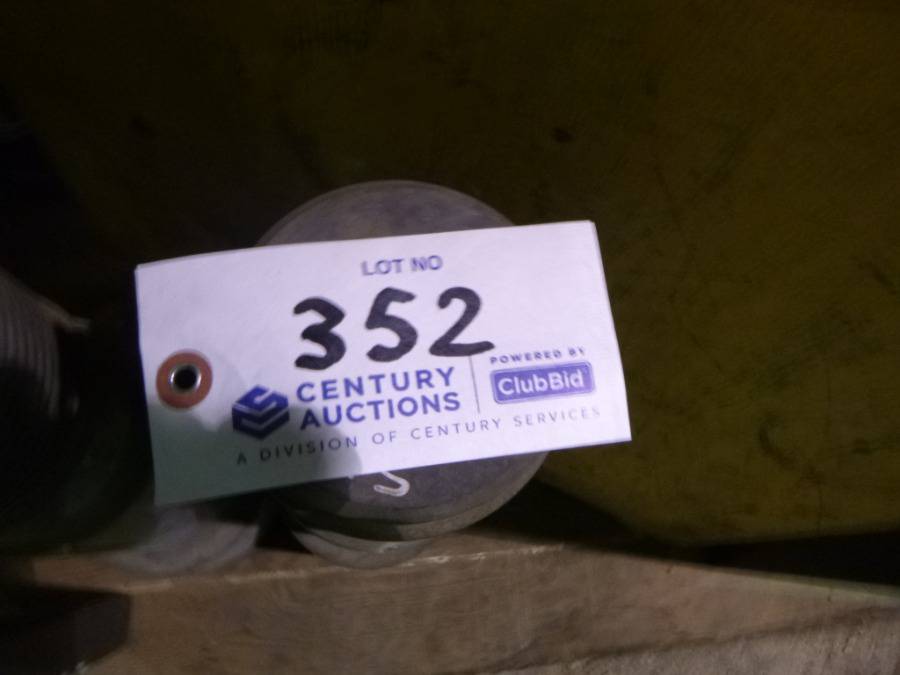 LOT NO
352
CENTURY
AUCTIONS
POWERED BY
ClubBid
A DIVISION OF CENTURY SERVICES